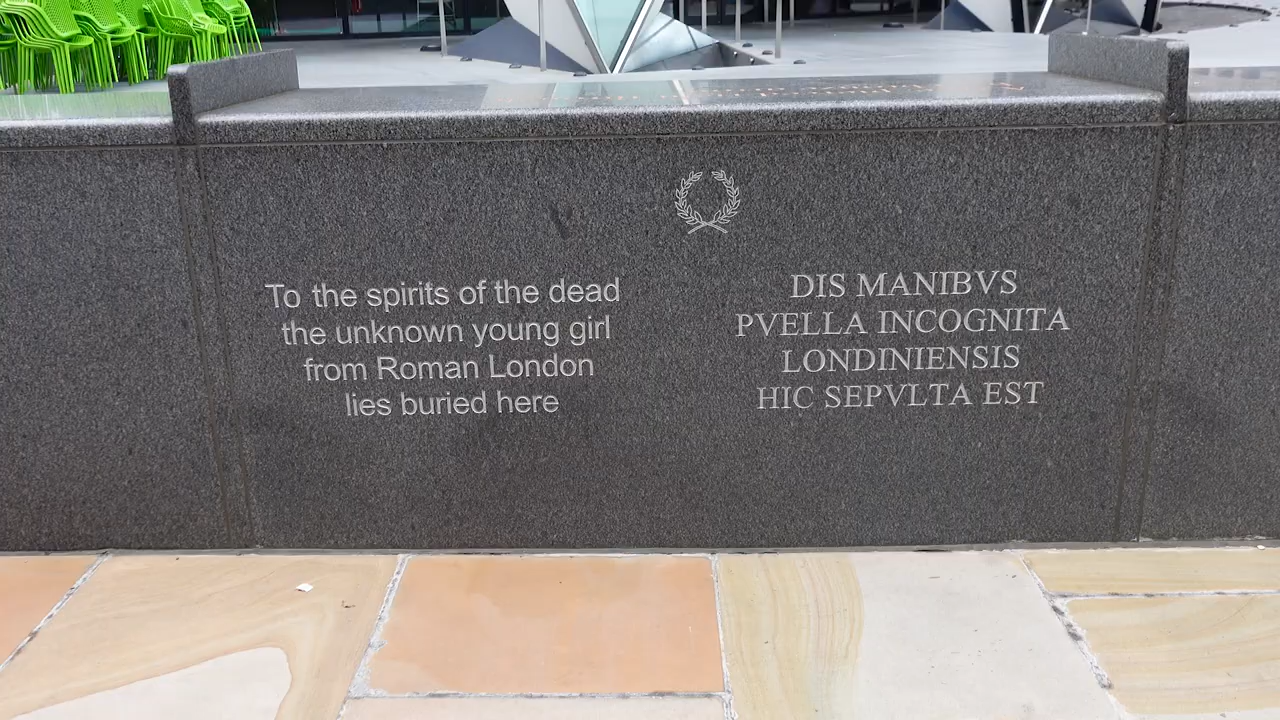 To the spirits of the dead
the unknown young girl
from Roman London
lies buried here
DIS MANIBVS
PVELLA INCOGNITA
LONDINIENSIS
HIC SEPVLTA EST